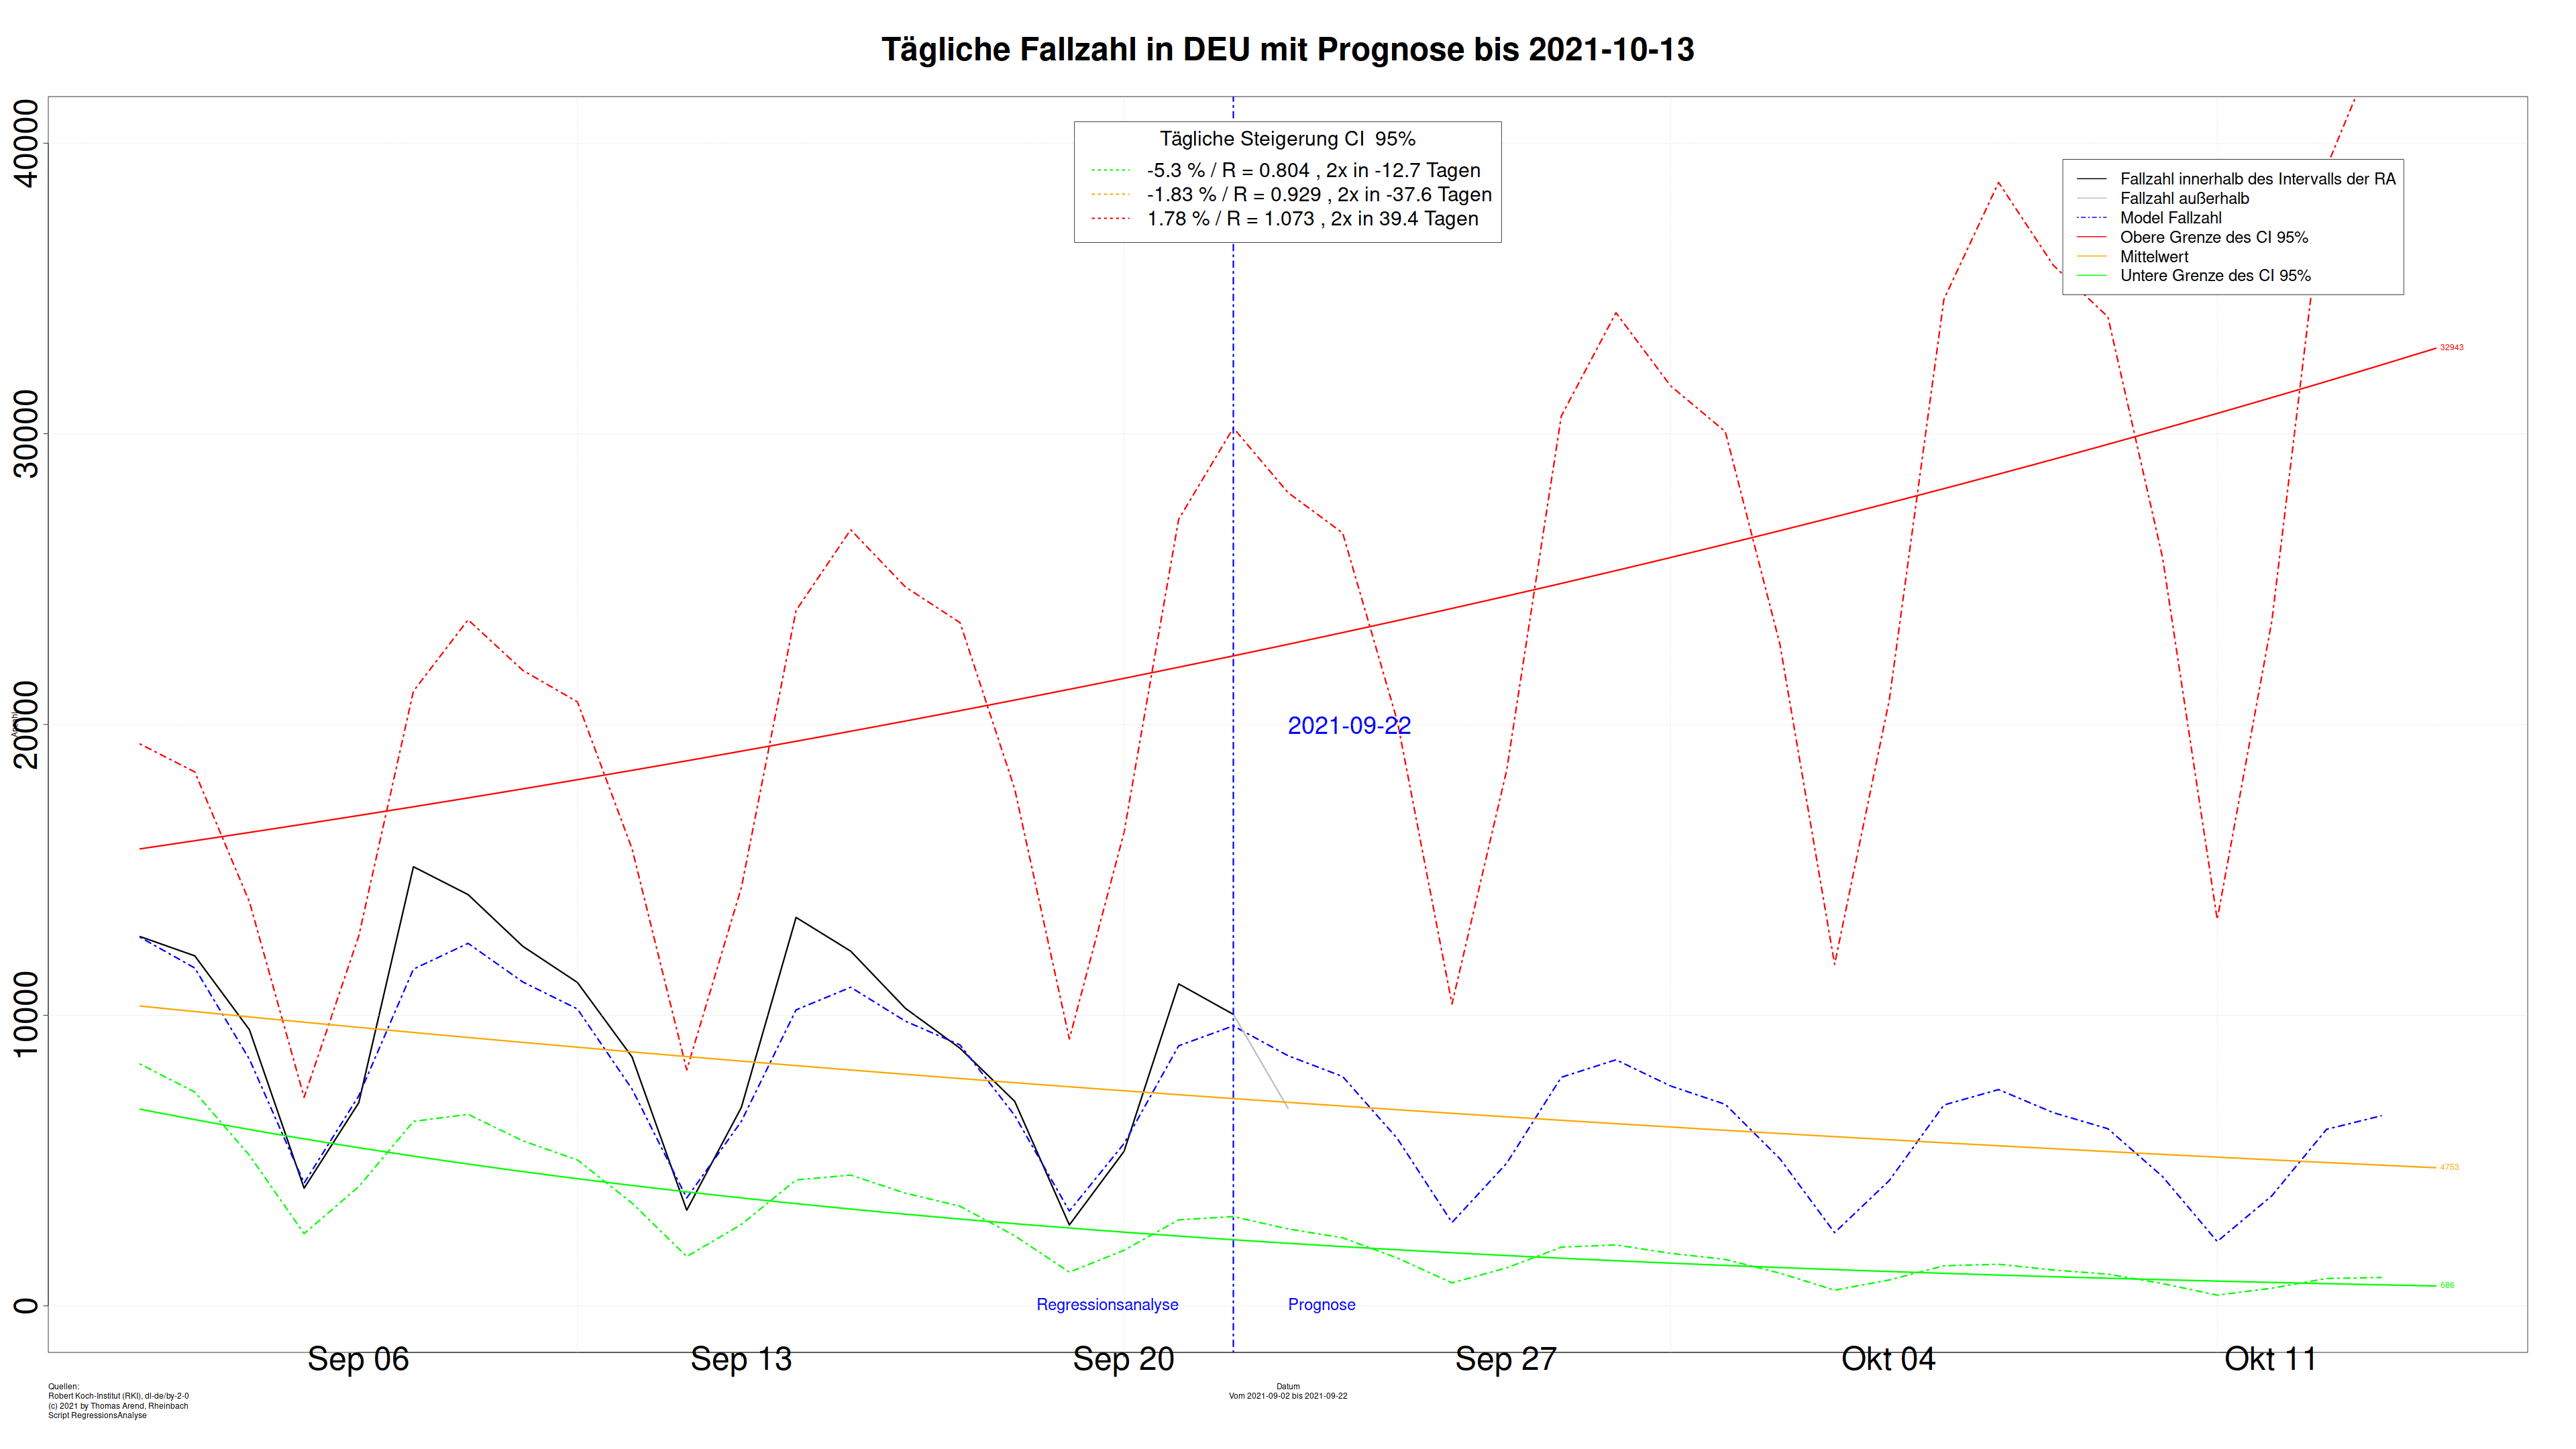 Tägliche Fallzahl in DEU mit Prognose bis 2021-10-13
Tägliche Steigerung CI 95%
-5.3 % / R = 0.804 , 2x in -12.7 Tagen
-1.83 % / R = 0.929 , 2x in -37.6 Tagen
1.78 % / R = 1.073 , 2x in 39.4 Tagen
Fallzahl innerhalb des Intervalls der RA
Fallzahl außerhalb
Model Fallzahl
Obere Grenze des CI 95%
Mittelwert
Untere Grenze des CI 95%
40000
30000
20000
10000
0
Anzahl
32943
2021-09-22
4753
686
Regressionsanalyse
Prognose
Sep 06
Sep 13
Sep 20
Sep 27
Okt 04
Okt 11
Datum
Vom 2021-09-02 bis 2021-09-22
Quellen:
Robert Koch-Institut (RKI), dl-de/by-2-0
(c) 2021 by Thomas Arend, Rheinbach
Script RegressionsAnalyse